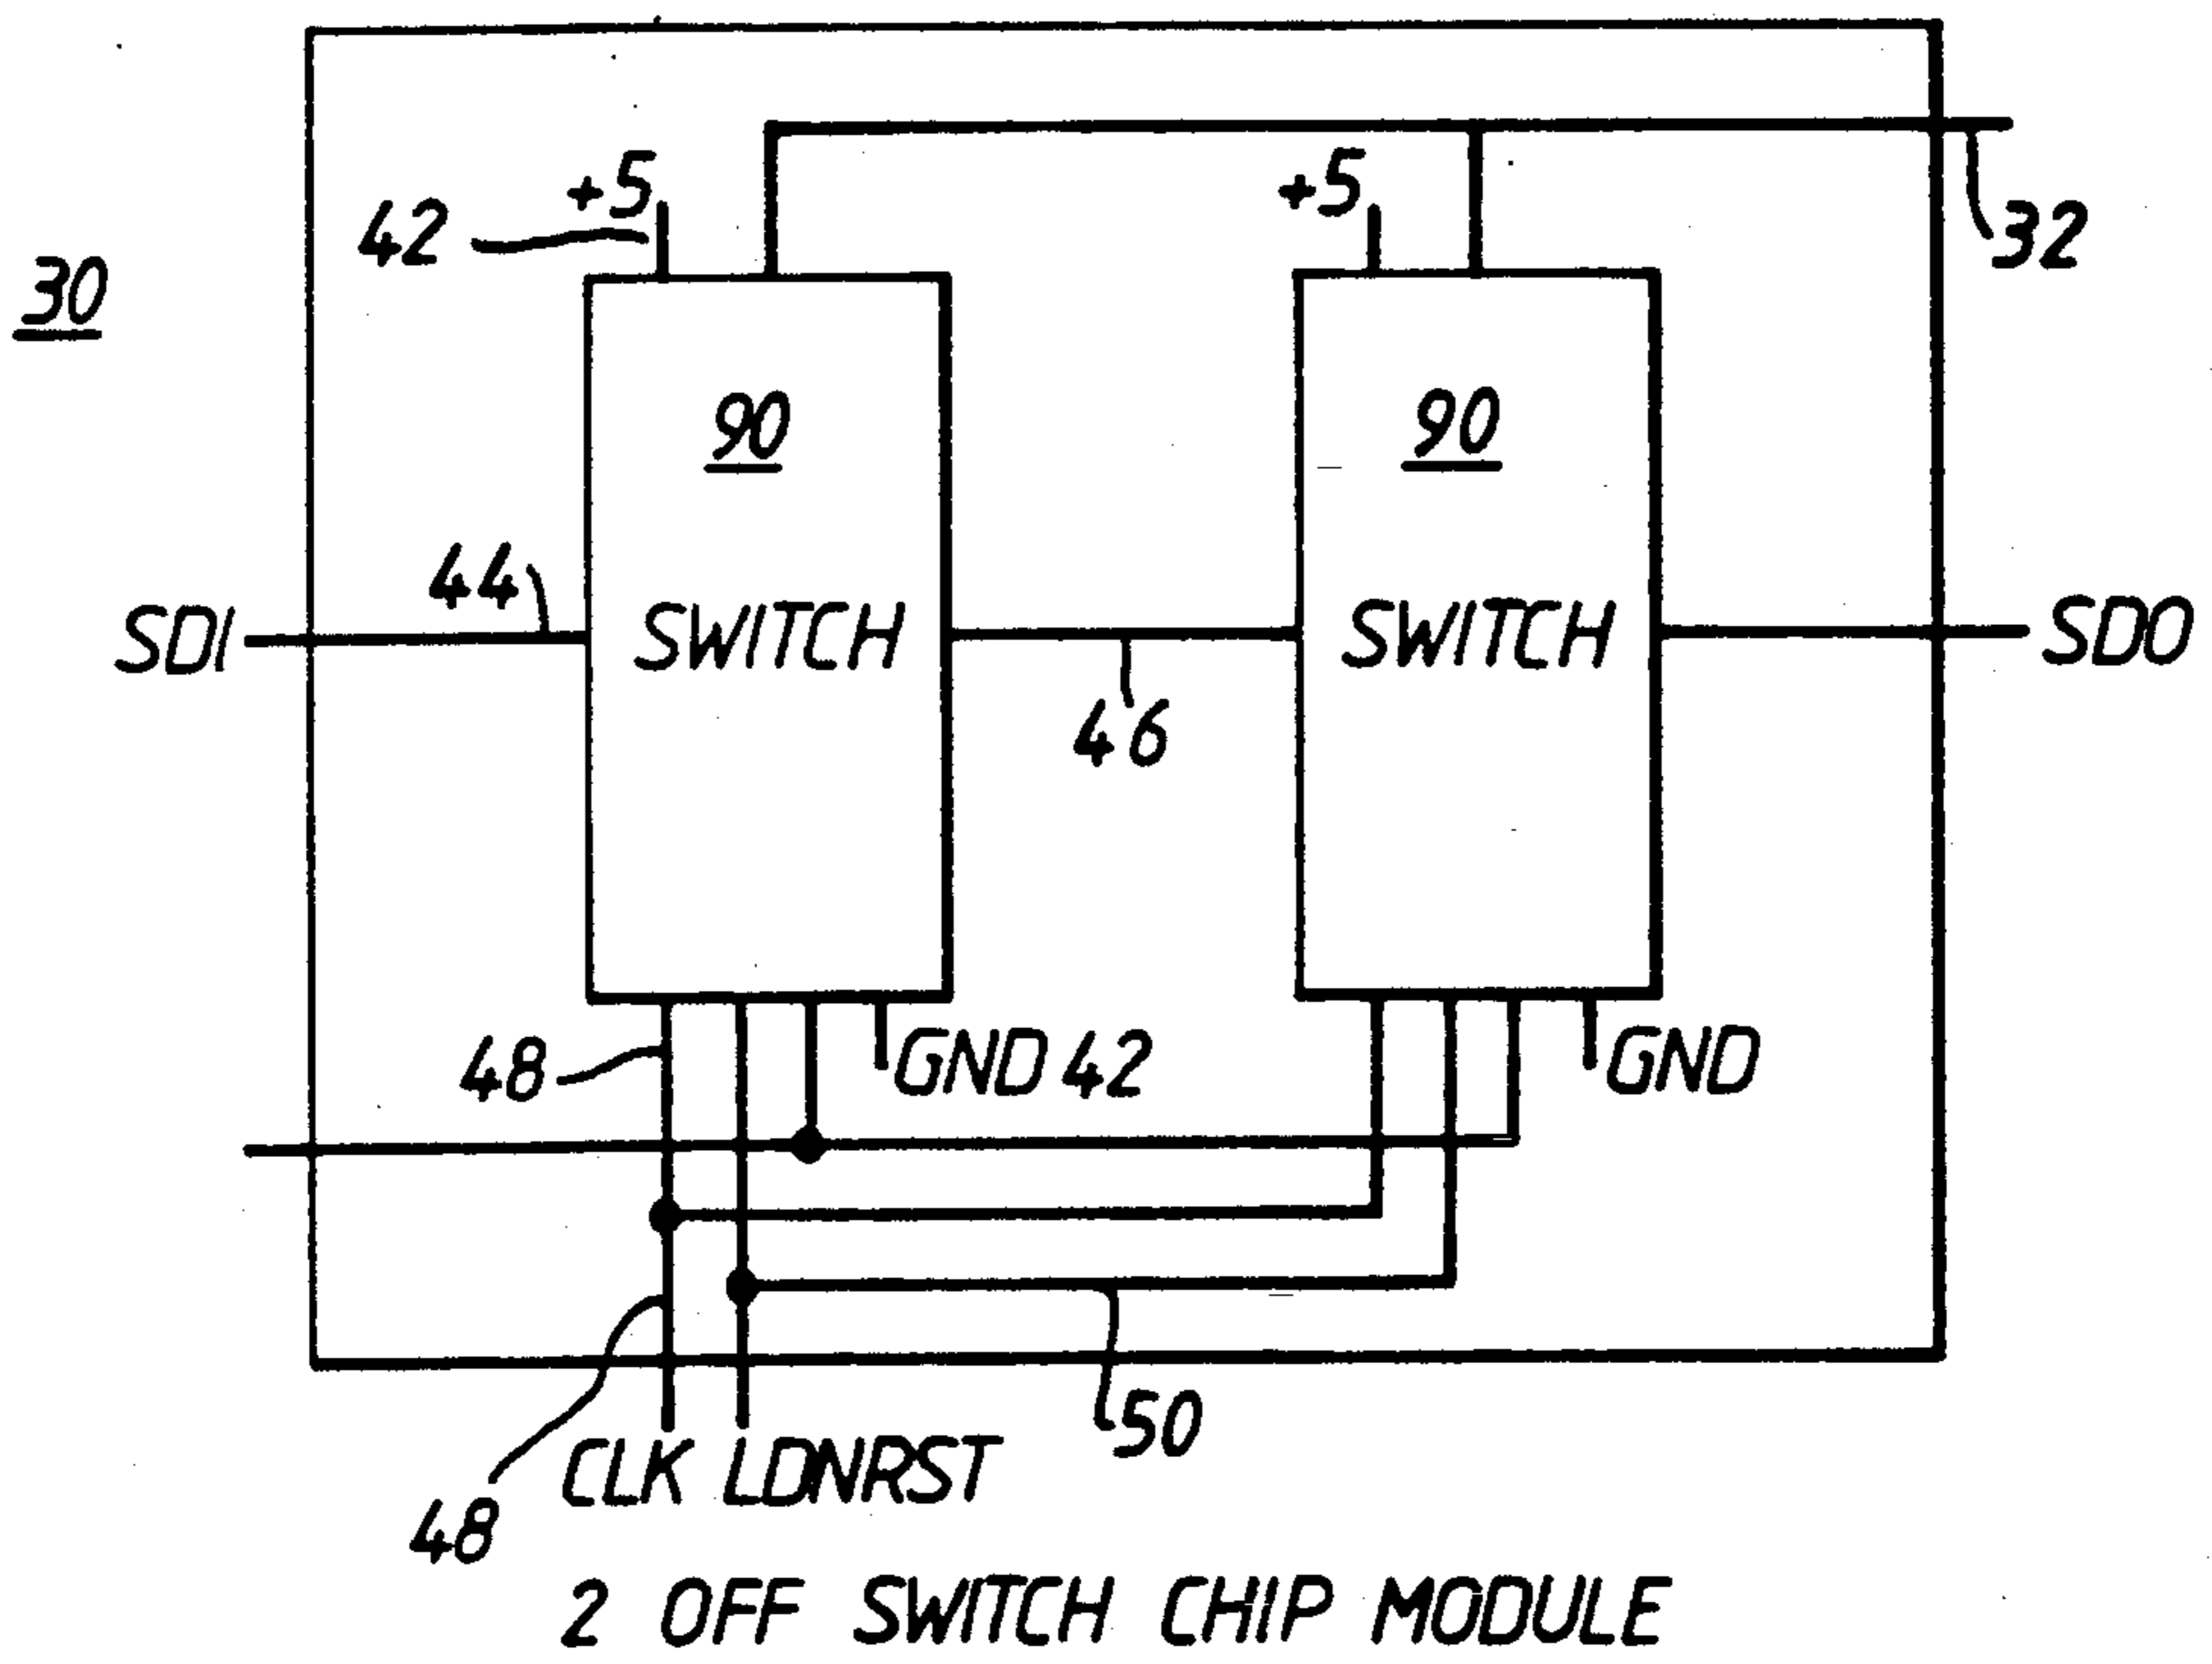 +5
+5
42
32
30
90
90
44
SDI
SWITCH
SWITCH
SDO
46
48
GND 42
GND
50
CLK LDNRST
48
2 OFF SWITCH CHIP MODULE